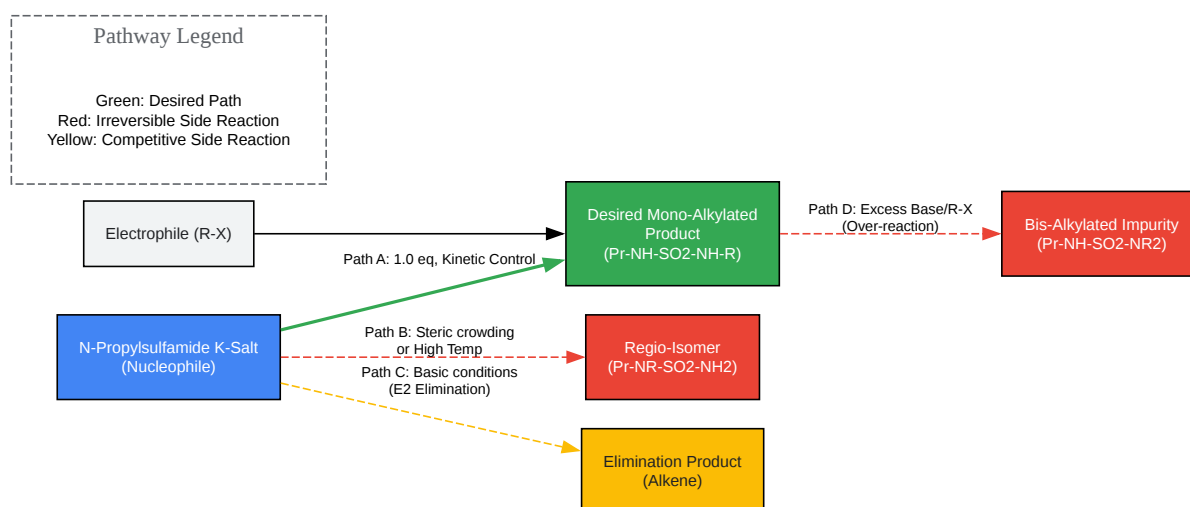 Pathway Legend
Green: Desired Path
Red: Irreversible Side Reaction
Yellow: Competitive Side Reaction
Electrophile (R-X)
Desired Mono-Alkylated
Product
(Pr-NH-SO2-NH-R)
Path D: Excess Base/R-X
(Over-reaction)
Bis-Alkylated Impurity
(Pr-NH-SO2-NR2)
Path A: 1.0 eq, Kinetic Control
N-Propylsulfamide K-Salt
(Nucleophile)
Path B: Steric crowding
or High Temp
Regio-Isomer
(Pr-NR-SO2-NH2)
Path C: Basic conditions
(E2 Elimination)
Elimination Product
(Alkene)